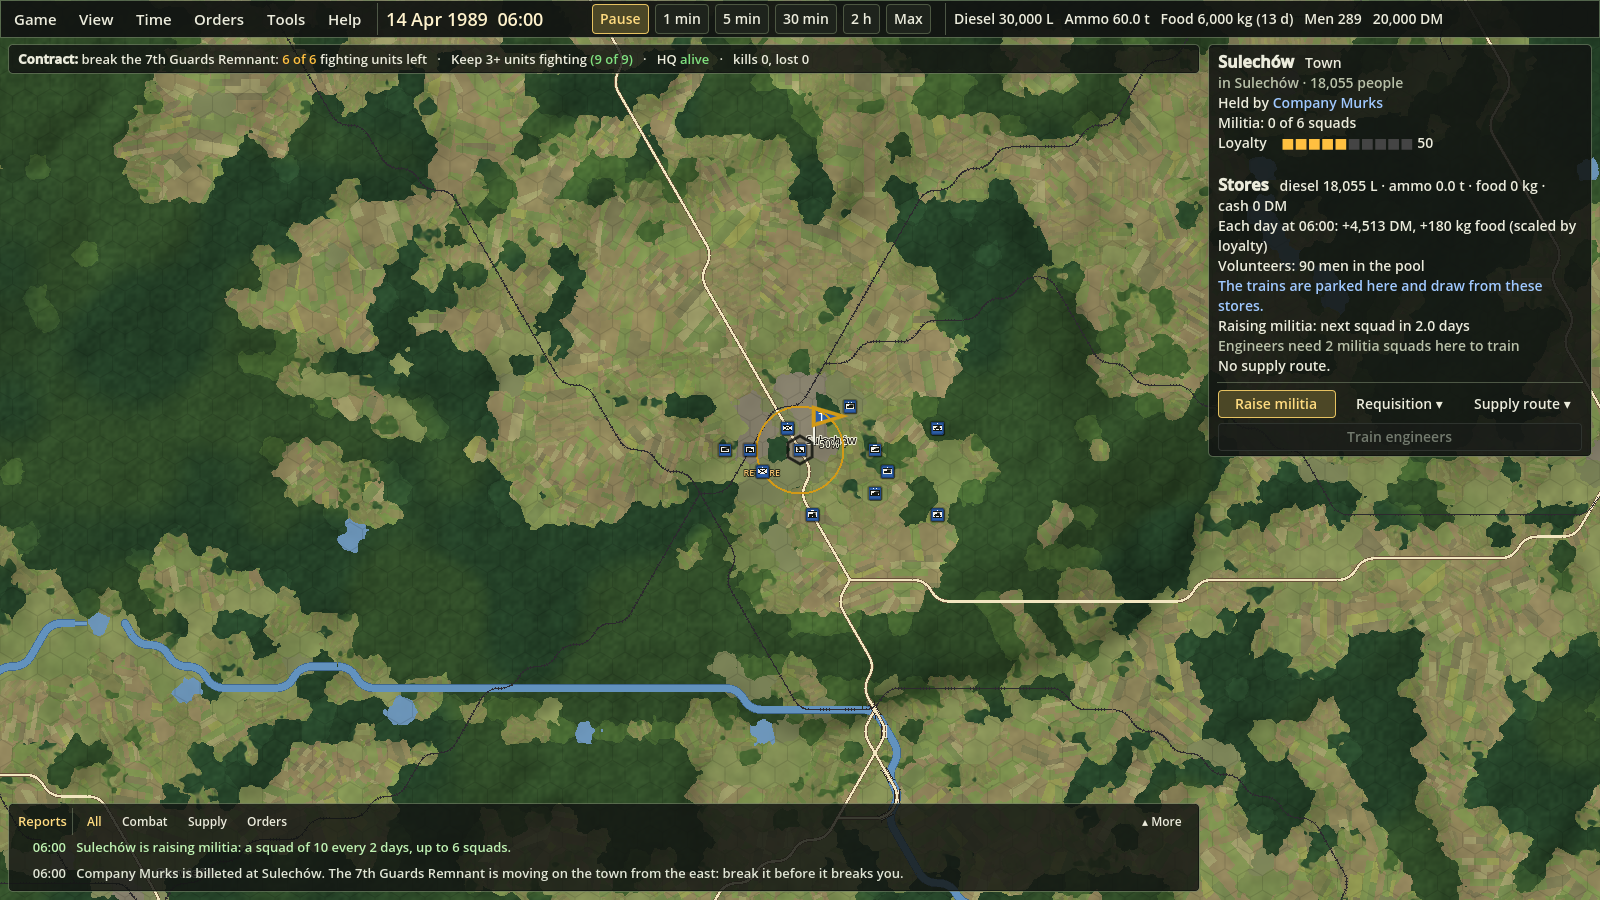 Game View Time Orders Tools Help 14 Apr 1989 06:00 Pause 1 min 5 min 30 min 2 h Max Diesel 30,000 L Ammo 60.0 t Food 6,000 kg (13 d) Men 289 20,000 DM
Contract: break the 7th Guards Remnant: 6 of 6 fighting units left · Keep 3+ units fighting (9 of 9) · HQ alive · kills 0, lost 0
Sulechów Town
in Sulechów · 18,055 people
Held by Company Murks
Militia: 0 of 6 squads
Loyalty 50
Stores diesel 18,055 L · ammo 0.0 t · food 0 kg ·
cash 0 DM
Each day at 06:00: +4,513 DM, +180 kg food (scaled by
loyalty)
Volunteers: 90 men in the pool
The trains are parked here and draw from these
stores.
Raising militia: next squad in 2.0 days
Engineers need 2 militia squads here to train
No supply route.
Raise militia Requisition ▾ Supply route ▾
Train engineers
50%
Reports All Combat Supply Orders ▴ More
06:00 Sulechów is raising militia: a squad of 10 every 2 days, up to 6 squads.
06:00 Company Murks is billeted at Sulechów. The 7th Guards Remnant is moving on the town from the east: break it before it breaks you.